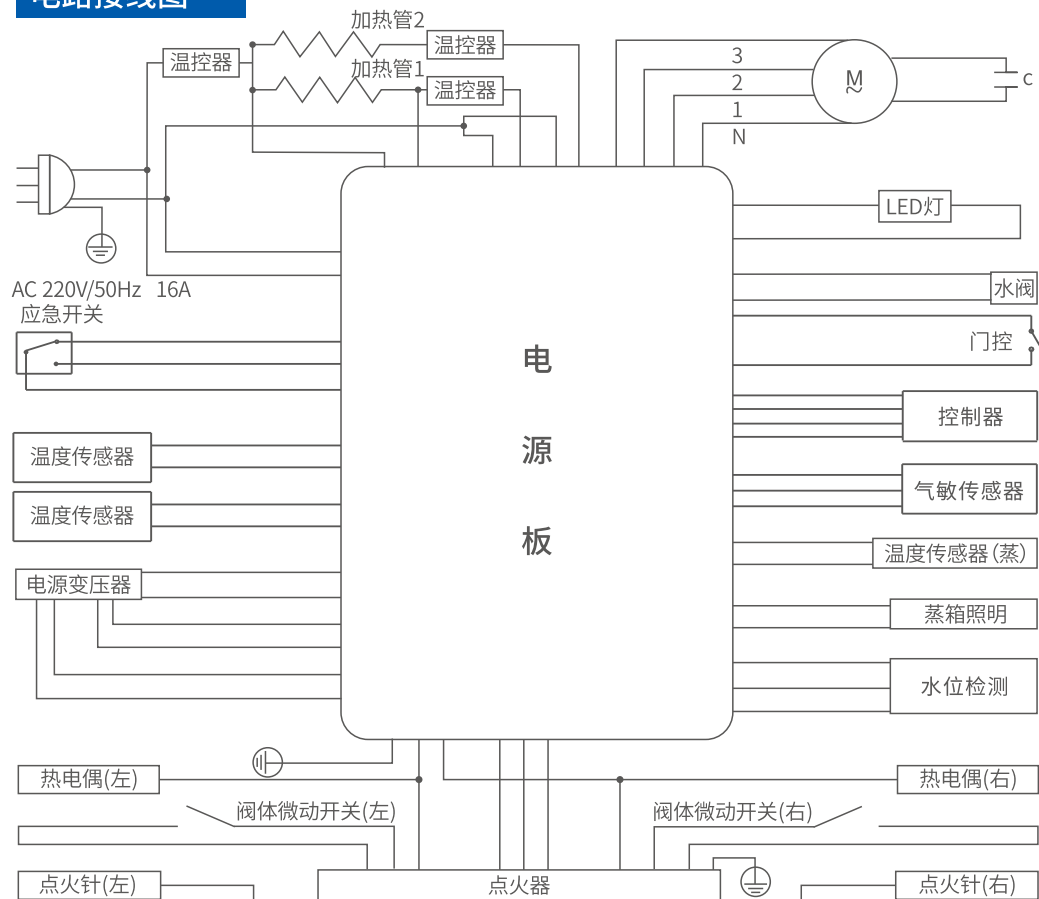 电路接线图
加热管2
温控器
温控器
加热管1
温控器
3
2
1
N
M
~
c
LED灯
AC 220V/50Hz 16A
应急开关
水阀
门控
电源板
控制器
温度传感器
气敏传感器
温度传感器
温度传感器(蒸)
电源变压器
蒸箱照明
水位检测
热电偶(左)
热电偶(右)
阀体微动开关(左)
阀体微动开关(右)
点火针(左)
点火器
点火针(右)